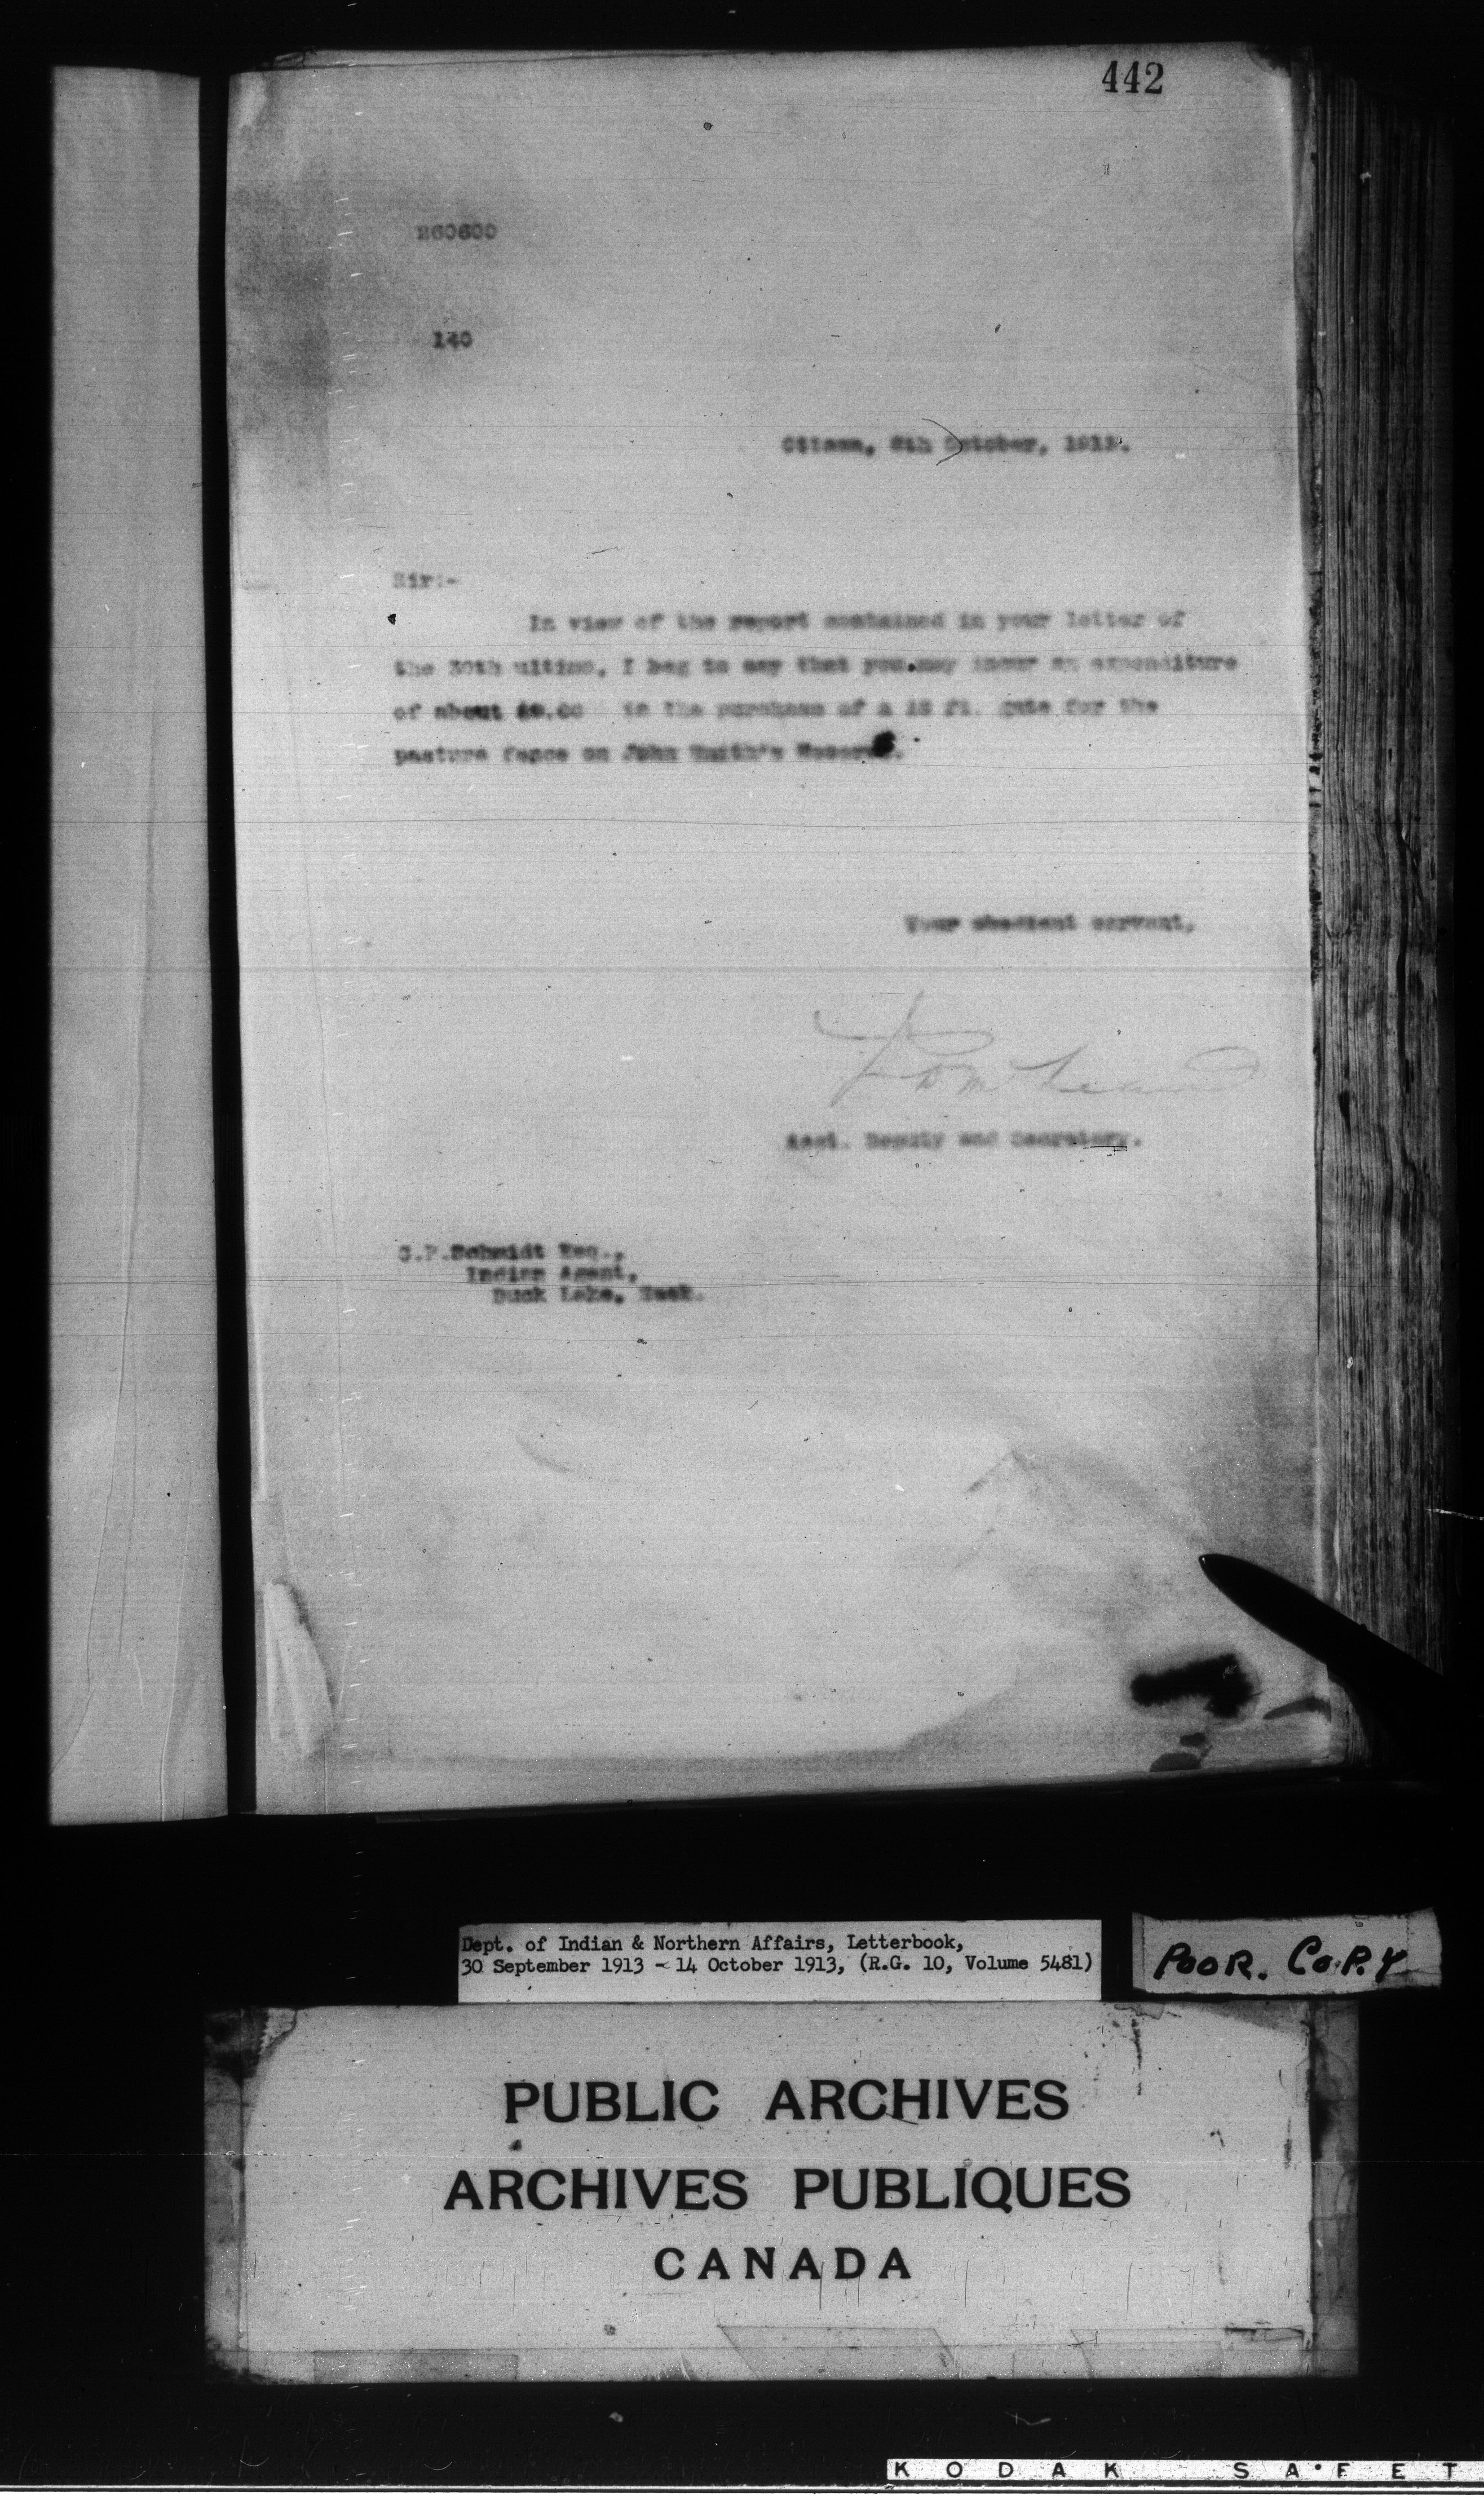 442
260600
140
Ottawa, 8th October, 1913.
Sir:-
In view of the report contained in your letter of
the 30th ultimo, I beg to say that you may incur an expenditure
of about in the purchase of a ft. gate for the
pasture fence on John Smith's Reserve.
Your obedient servant,
Asst. Deputy and Secretary.
Schmidt Esq.,
Indian Agent,
Duck Lake, Sask.
Dept. of Indian & Northern Affairs, Letterbook,
30 September 1913 - 14 October 1913, (R.G. 10, Volume 5481)
POOR. COPY
PUBLIC ARCHIVES
ARCHIVES PUBLIQUES
CANADA
KODAK SAFET